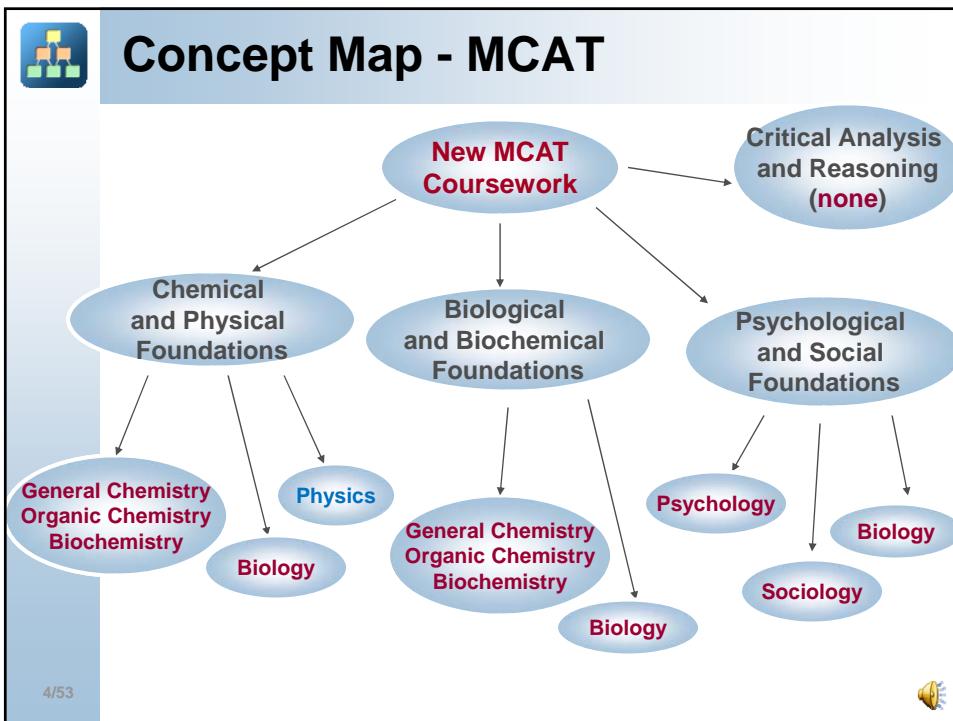 Concept Map - MCAT
New MCAT
Coursework
Critical Analysis
and Reasoning
(none)
Chemical
and Physical
Foundations
Biological
and Biochemical
Foundations
Psychological
and Social
Foundations
General Chemistry
Organic Chemistry
Biochemistry
Biology
Physics
General Chemistry
Organic Chemistry
Biochemistry
Biology
Psychology
Sociology
Biology
4/53